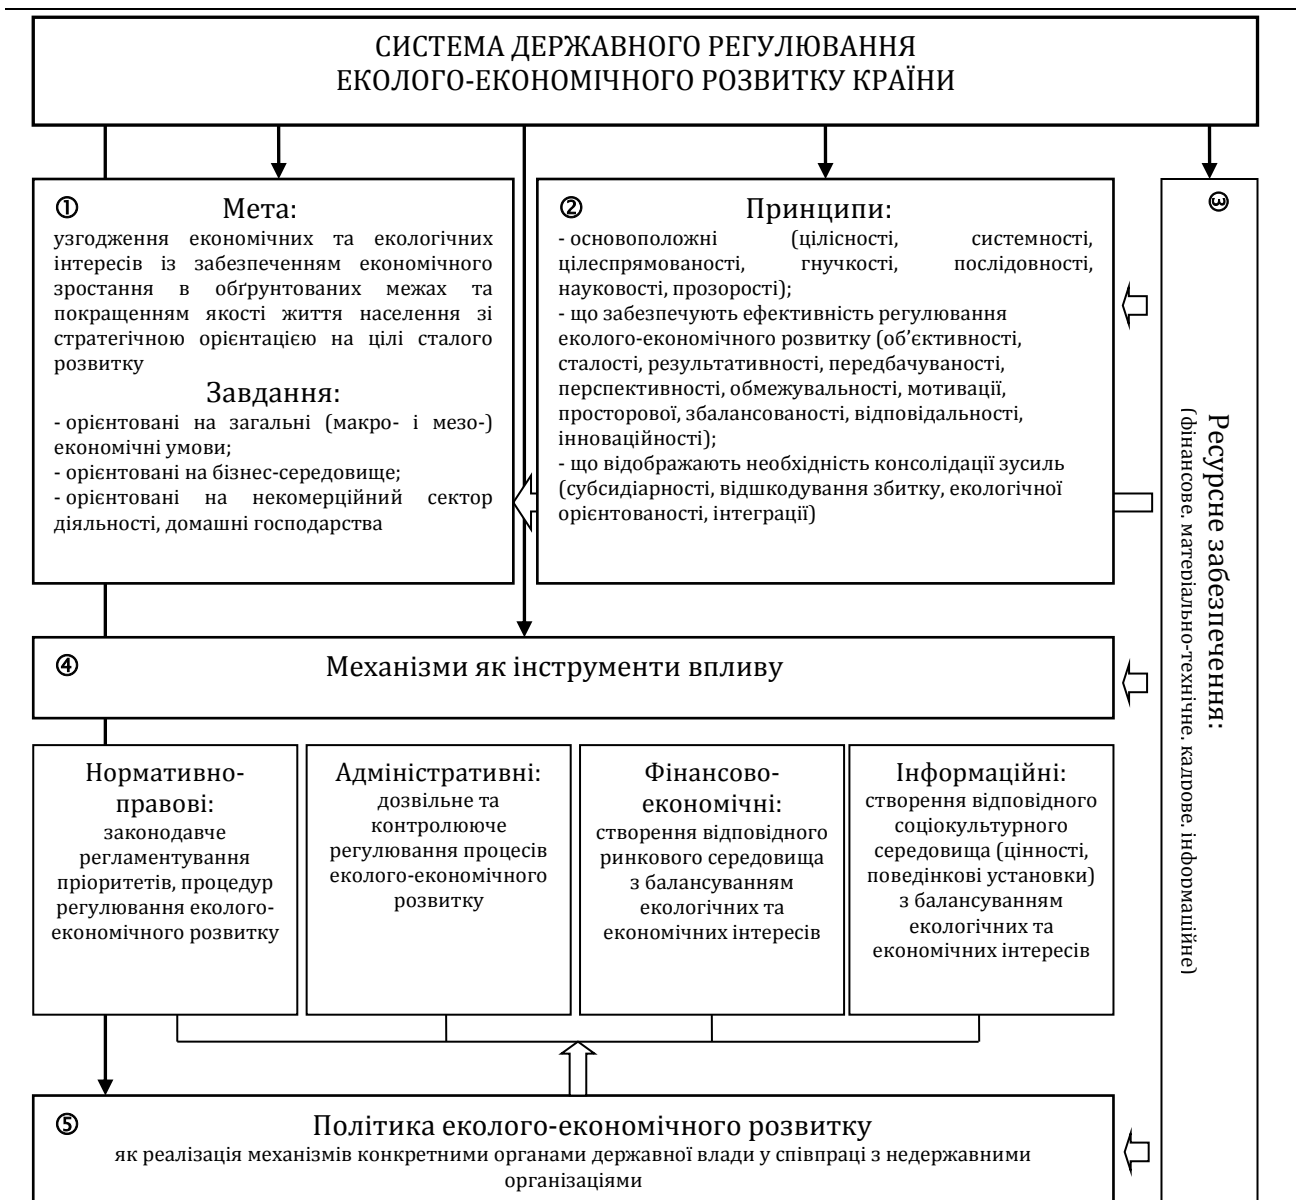 СИСТЕМА ДЕРЖАВНОГО РЕГУЛЮВАННЯ
ЕКОЛОГО-ЕКОНОМІЧНОГО РОЗВИТКУ КРАЇНИ
① Мета:
узгодження економічних та екологічних
інтересів із забезпеченням економічного
зростання в обґрунтованих межах та
покращенням якості життя населення зі
стратегічною орієнтацією на цілі сталого
розвитку
Завдання:
- орієнтовані на загальні (макро- і мезо-)
економічні умови;
- орієнтовані на бізнес-середовище;
- орієнтовані на некомерційний сектор
діяльності, домашні господарства
② Принципи:
- основоположні (цілісності, системності,
цілеспрямованості, гнучкості, послідовності,
науковості, прозорості);
- що забезпечують ефективність регулювання
еколого-економічного розвитку (об’єктивності,
сталості, результативності, передбачуваності,
перспективності, обмежувальності, мотивації,
просторової, збалансованості, відповідальності,
інноваційності);
- що відображають необхідність консолідації зусиль
(субсидіарності, відшкодування збитку, екологічної
орієнтованості, інтеграції)
③
Ресурсне забезпечення:
(фінансове, матеріально-технічне, кадрове, інформаційне)
④ Механізми як інструменти впливу
Нормативно-
правові:
законодавче
регламентування
пріоритетів, процедур
регулювання еколого-
економічного розвитку
Адміністративні:
дозвільне та
контролююче
регулювання процесів
еколого-економічного
розвитку
Фінансово-
економічні:
створення відповідного
ринкового середовища
з балансуванням
екологічних та
економічних інтересів
Інформаційні:
створення відповідного
соціокультурного
середовища (цінності,
поведінкові установки)
з балансуванням
екологічних та
економічних інтересів
⑤ Політика еколого-економічного розвитку
як реалізація механізмів конкретними органами державної влади у співпраці з недержавними
організаціями